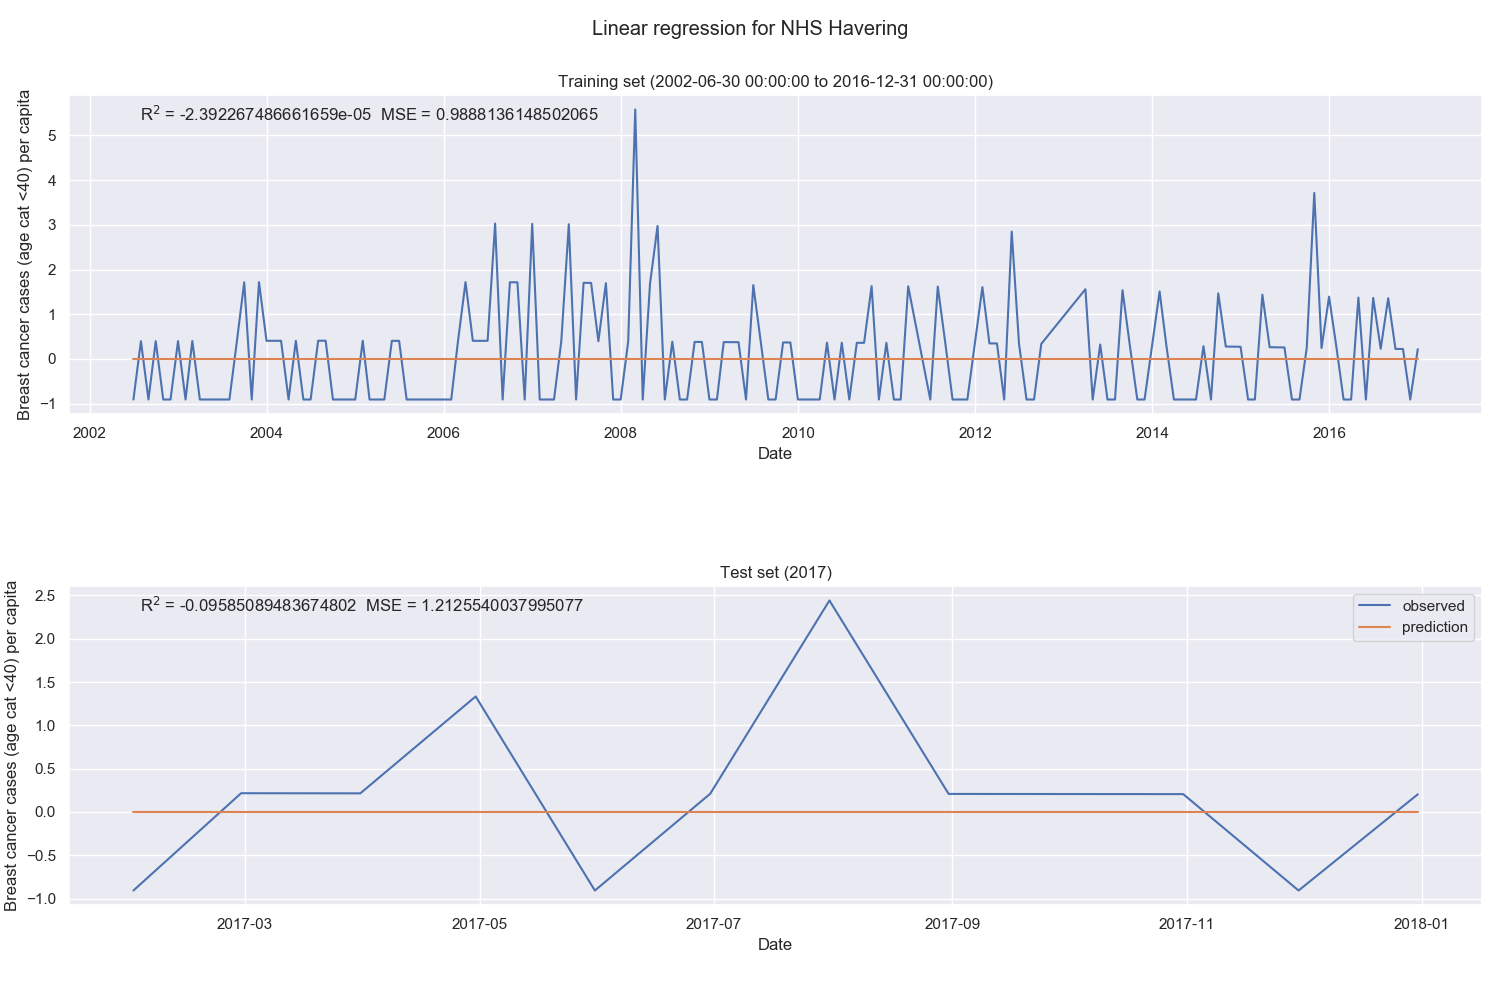 Linear regression for NHS Havering
Training set (2002-06-30 00:00:00 to 2016-12-31 00:00:00)
R² = -2.392267486661659e-05 MSE = 0.9888136148502065
Breast cancer cases (age cat <40) per capita
5
4
3
2
1
0
−1
2002 2004 2006 2008 2010 2012 2014 2016
Date
Test set (2017)
R² = -0.09585089483674802 MSE = 1.2125540037995077
observed
prediction
Breast cancer cases (age cat <40) per capita
2.5
2.0
1.5
1.0
0.5
0.0
−0.5
−1.0
2017-03 2017-05 2017-07 2017-09 2017-11 2018-01
Date